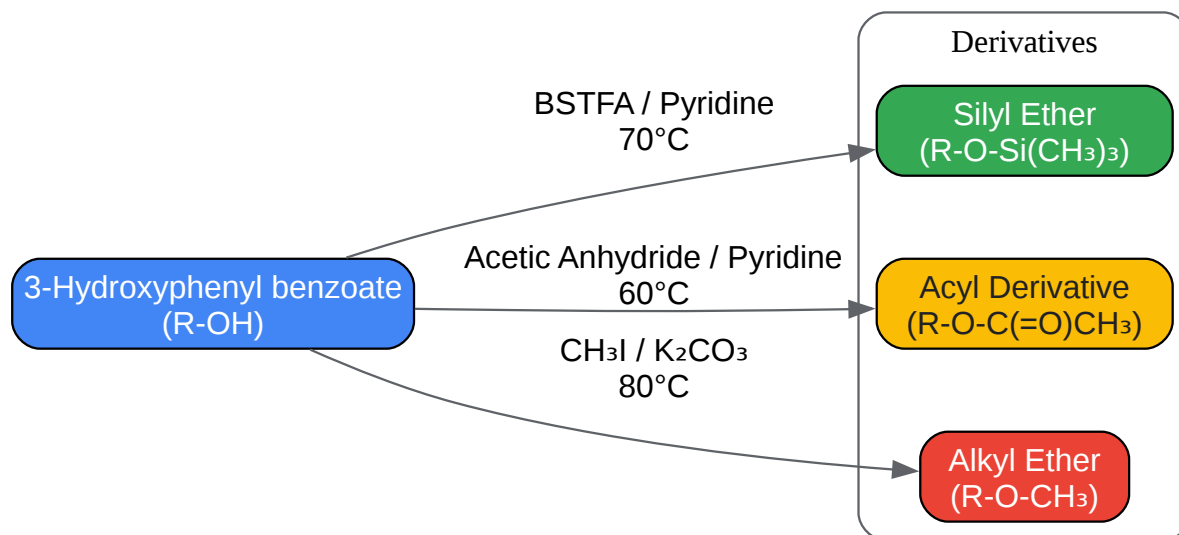 Derivatives
BSTFA / Pyridine
70°C
Silyl Ether
(R-O-Si(CH₃)₃)
3-Hydroxyphenyl benzoate
(R-OH)
Acetic Anhydride / Pyridine
60°C
Acyl Derivative
(R-O-C(=O)CH₃)
CH₃I / K₂CO₃
80°C
Alkyl Ether
(R-O-CH₃)